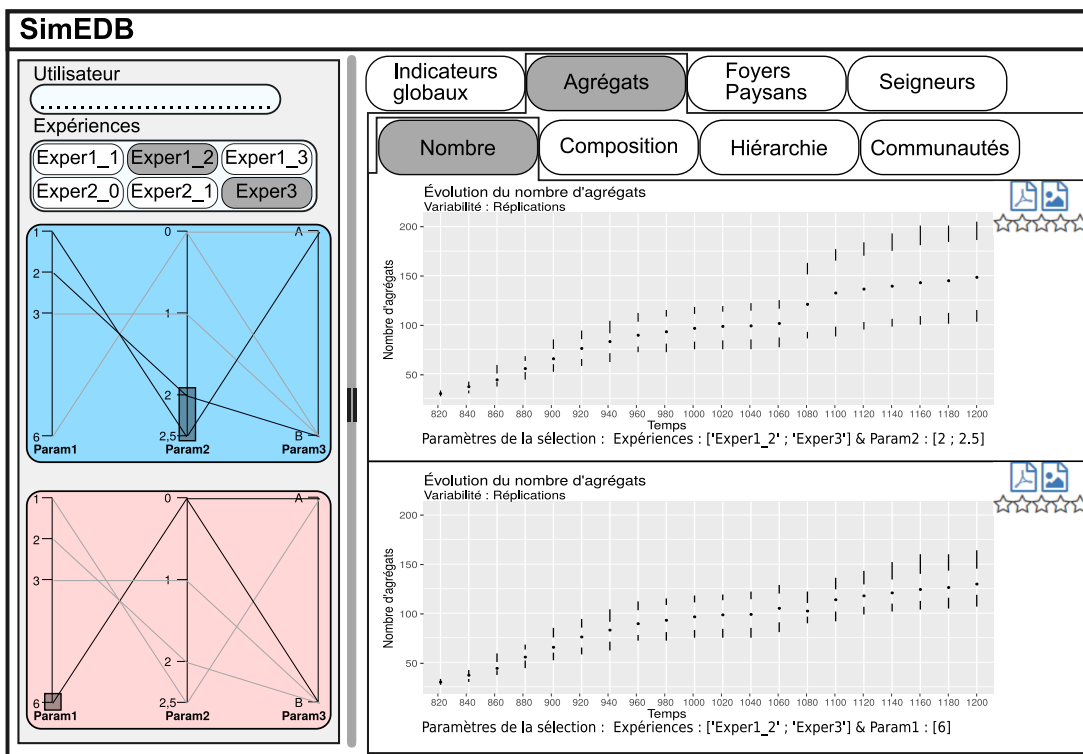 SimEDB
Utilisateur
Expériences
Exper1_1 Exper1_2 Exper1_3
Exper2_0 Exper2_1 Exper3
1 0 A
2
3 1
2
6 2,5 B
Param1 Param2 Param3
1 0 A
2
3 1
2
6 2,5 B
Param1 Param2 Param3
Indicateurs
globaux
Agrégats
Foyers
Paysans
Seigneurs
Nombre Composition Hiérarchie Communautés
Évolution du nombre d'agrégats
Variabilité : Réplications
Nombre d'agrégats
200
150
100
50
820 840 860 880 900 920 940 960 980 1000 1020 1040 1060 1080 1100 1120 1140 1160 1180 1200
Temps
Paramètres de la sélection : Expériences : ['Exper1_2' ; 'Exper3'] & Param2 : [2 ; 2.5]
Évolution du nombre d'agrégats
Variabilité : Réplications
Nombre d'agrégats
200
150
100
50
820 840 860 880 900 920 940 960 980 1000 1020 1040 1060 1080 1100 1120 1140 1160 1180 1200
Temps
Paramètres de la sélection : Expériences : ['Exper1_2' ; 'Exper3'] & Param1 : [6]